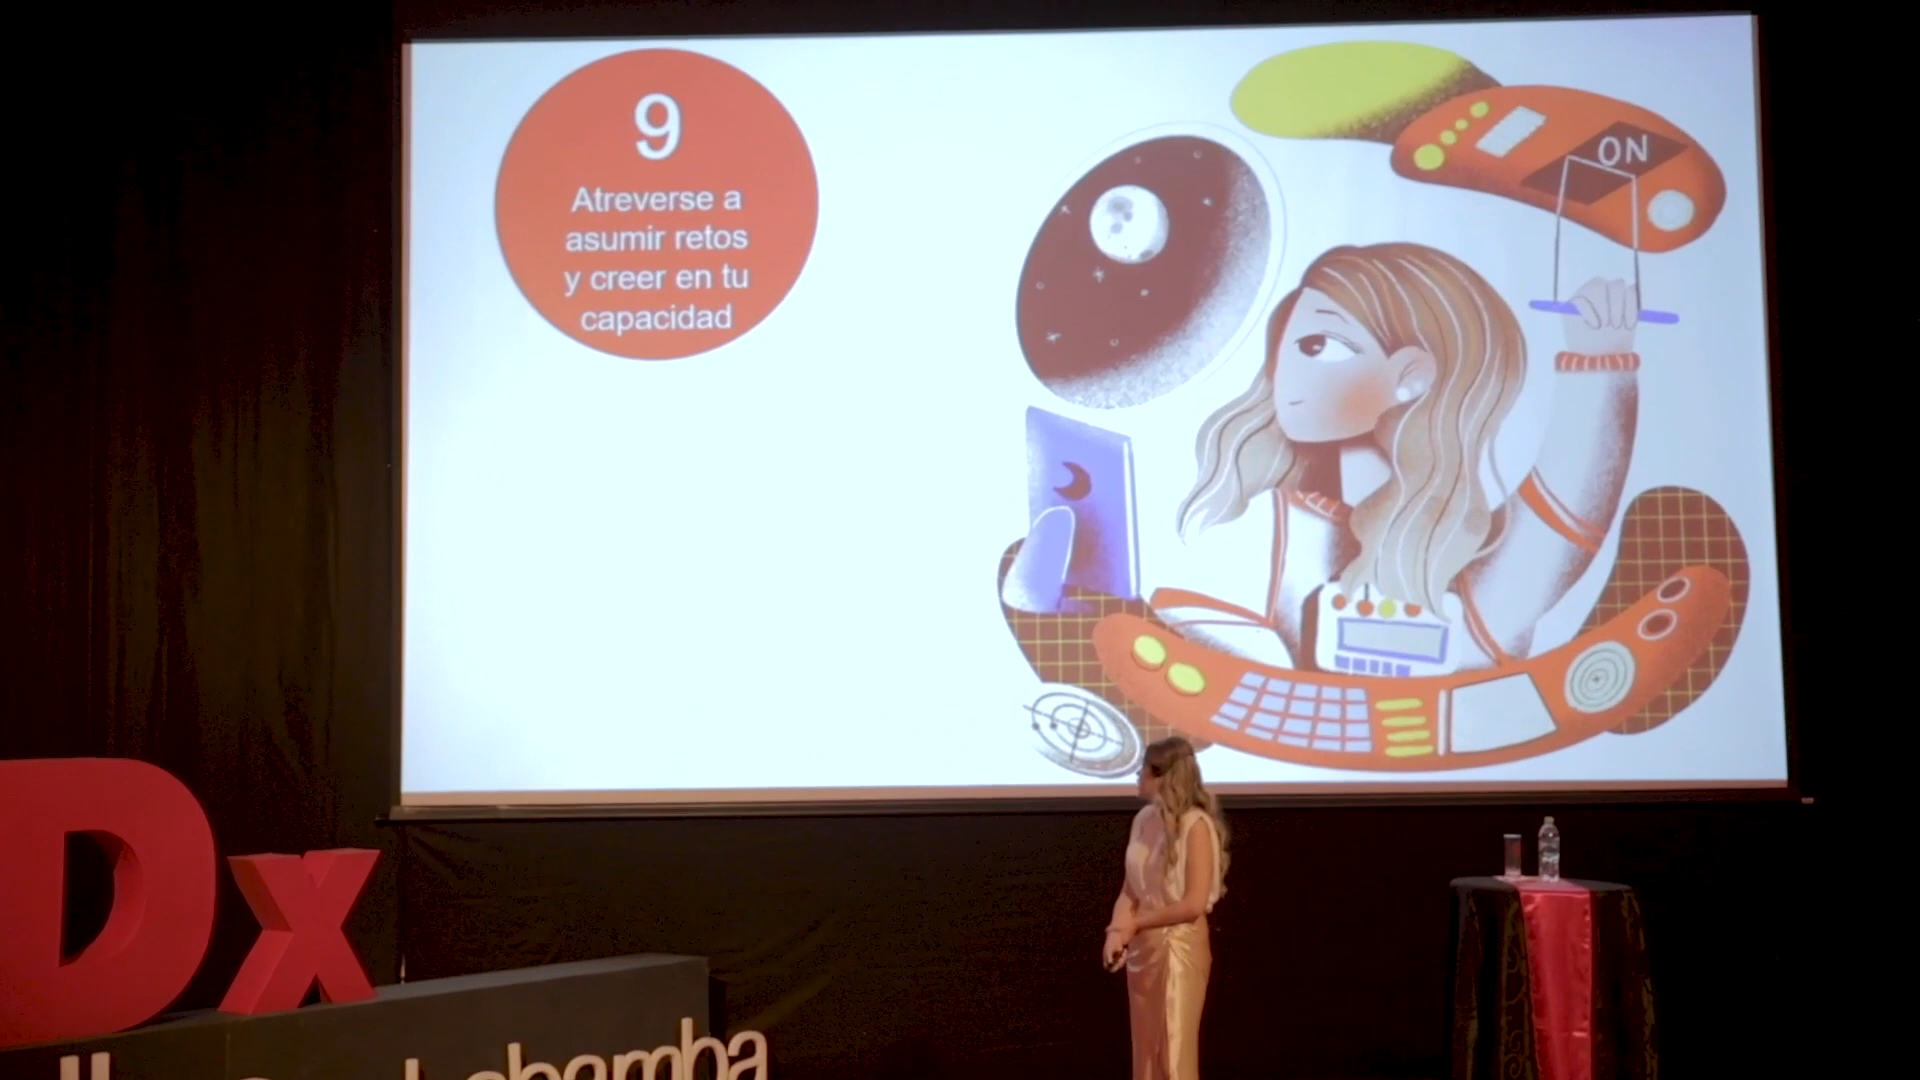 9
Atreverse a
asumir retos
y creer en tu
capacidad
ON
Dx